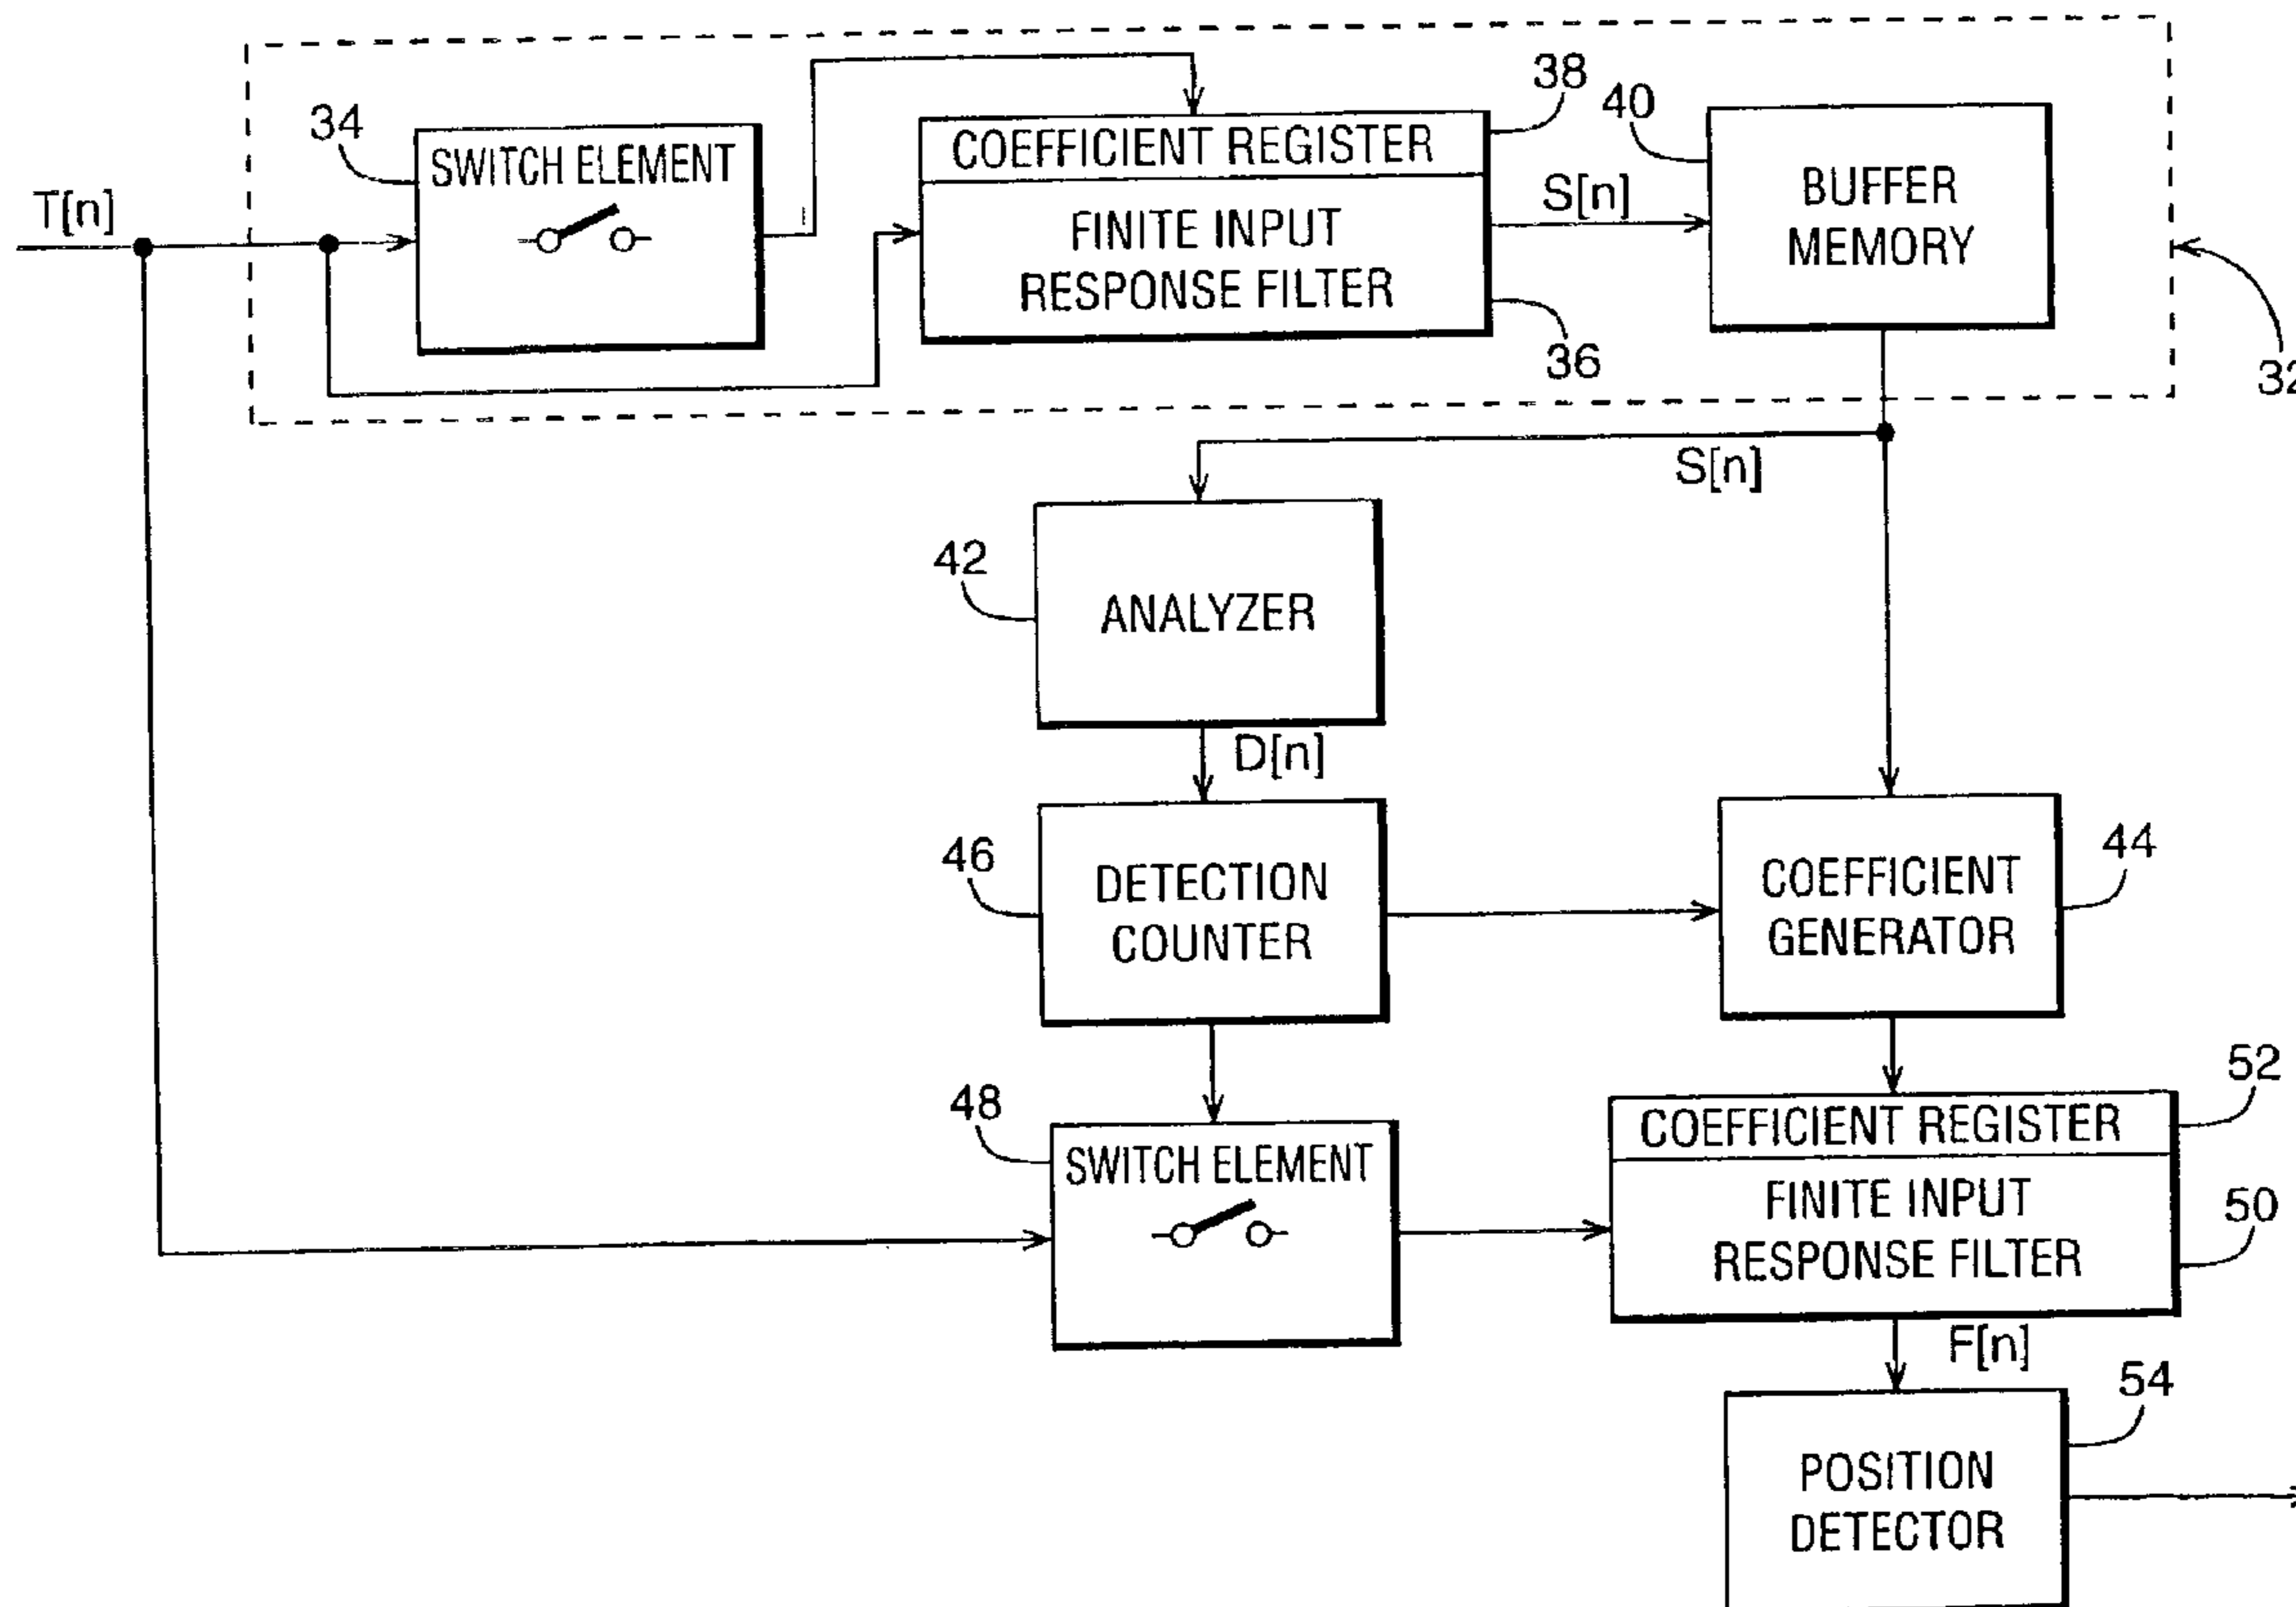 38
34
40
SWITCH ELEMENT
COEFFICIENT REGISTER
T[n]
FINITE INPUT
RESPONSE FILTER
S[n]
BUFFER
MEMORY
36
32
S[n]
42
ANALYZER
D[n]
46
DETECTION
COUNTER
44
COEFFICIENT
GENERATOR
48
SWITCH ELEMENT
52
COEFFICIENT REGISTER
FINITE INPUT
RESPONSE FILTER
50
F[n]
54
POSITION
DETECTOR